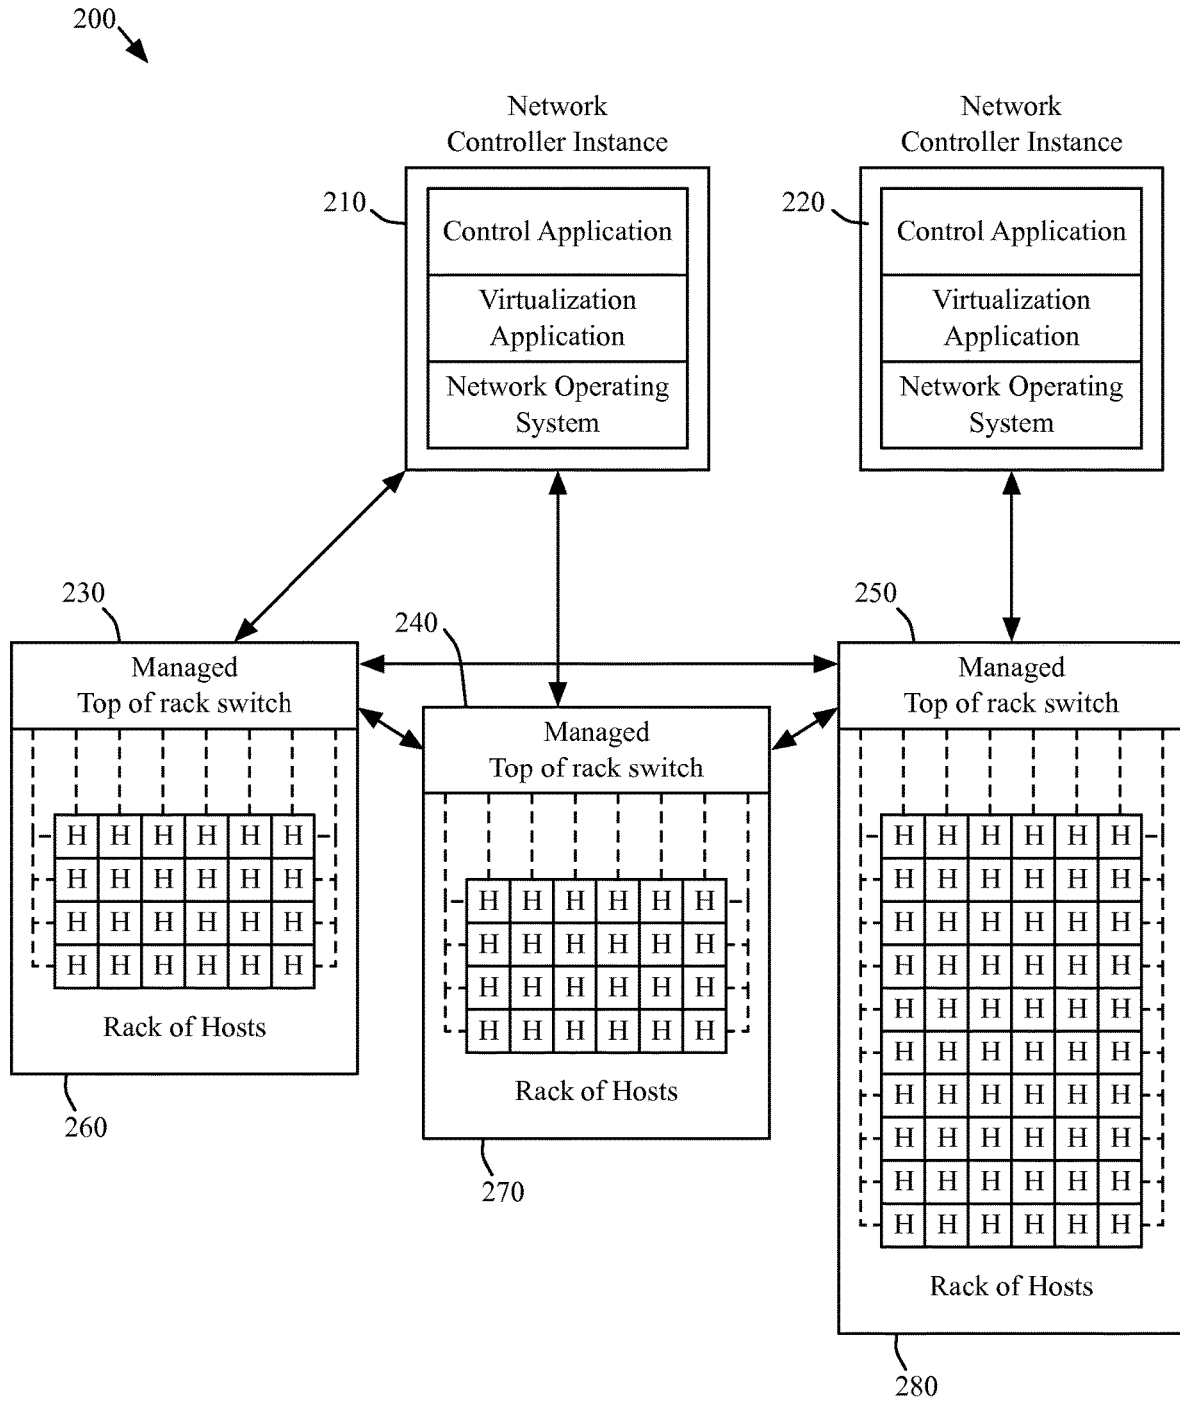 200
Network
Controller Instance
210
Control Application
Virtualization
Application
Network Operating
System
Network
Controller Instance
220
Control Application
Virtualization
Application
Network Operating
System
230
Managed
Top of rack switch
H H H H H H
H H H H H H
H H H H H H
H H H H H H
Rack of Hosts
260
240
Managed
Top of rack switch
H H H H H H
H H H H H H
H H H H H H
H H H H H H
Rack of Hosts
270
250
Managed
Top of rack switch
H H H H H H
H H H H H H
H H H H H H
H H H H H H
H H H H H H
H H H H H H
H H H H H H
H H H H H H
H H H H H H
H H H H H H
Rack of Hosts
280